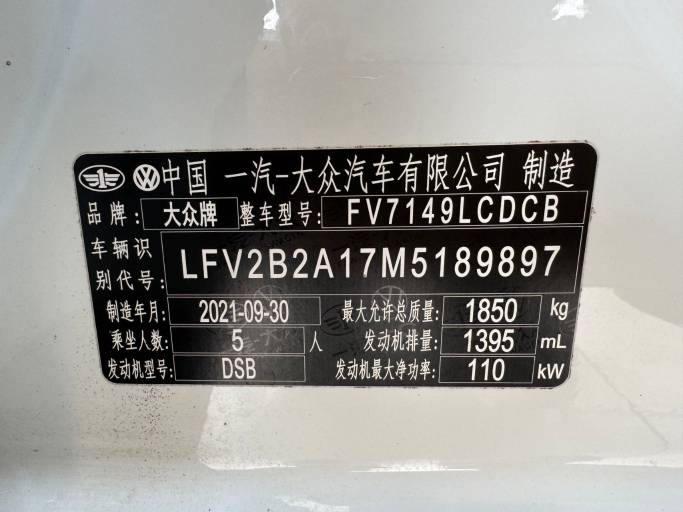 中国 一汽-大众汽车有限公司 制造
品牌: 大众牌 整车型号: FV7149LCDCB
车辆识别代号: LFV2B2A17M5189897
制造年月: 2021-09-30 最大允许总质量: 1850 kg
乘坐人数: 5 人 发动机排量: 1395 mL
发动机型号: DSB 发动机最大净功率: 110 kW